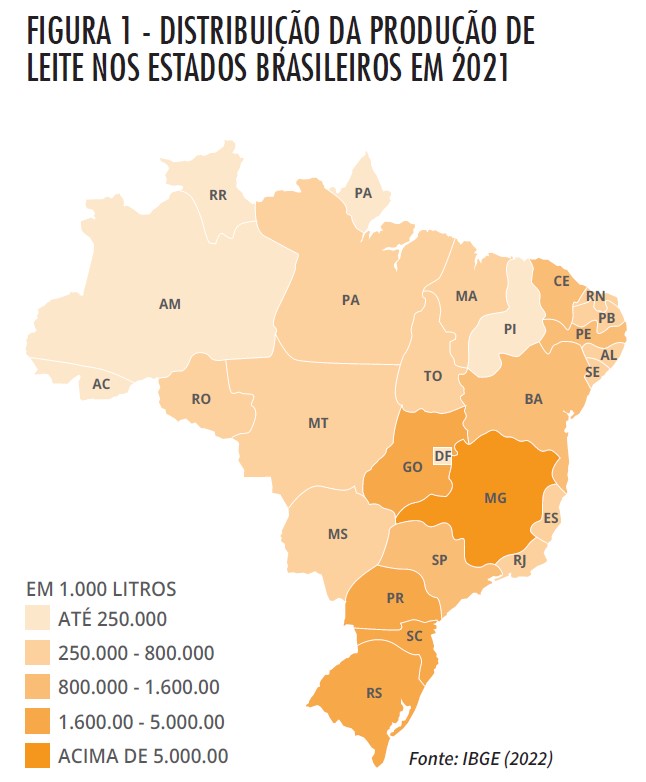 FIGURA 1 - DISTRIBUIÇÃO DA PRODUÇÃO DE
LEITE NOS ESTADOS BRASILEIROS EM 2021
RR
PA
AM
PA
MA
CE
RN
PB
PI
PE
AL
SE
AC
RO
TO
BA
MT
GO
DF
MG
ES
MS
SP
RJ
PR
SC
RS
EM 1.000 LITROS
ATÉ 250.000
250.000 - 800.000
800.000 - 1.600.00
1.600.00 - 5.000.00
ACIMA DE 5.000.00
Fonte: IBGE (2022)